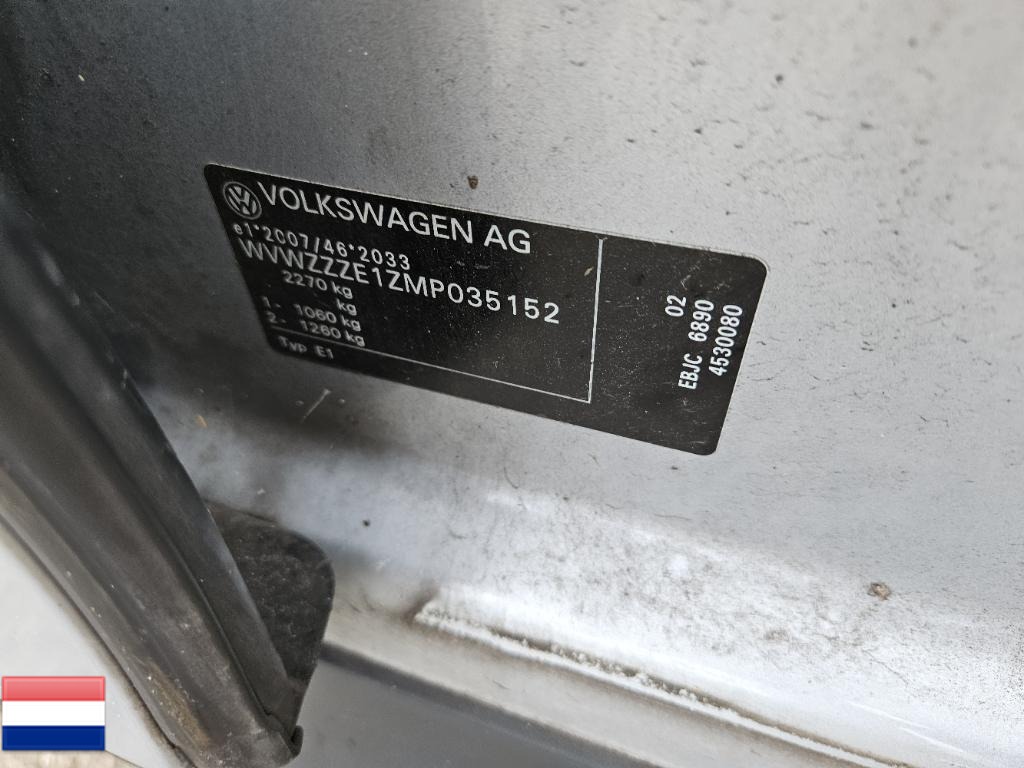 VOLKSWAGEN AG
e1*2007/46*2033
WVWZZZE1ZMP035152
2270 kg
kg
1- 1060 kg
2- 1260 kg
Typ E1
02
EBJC 6890
4530080